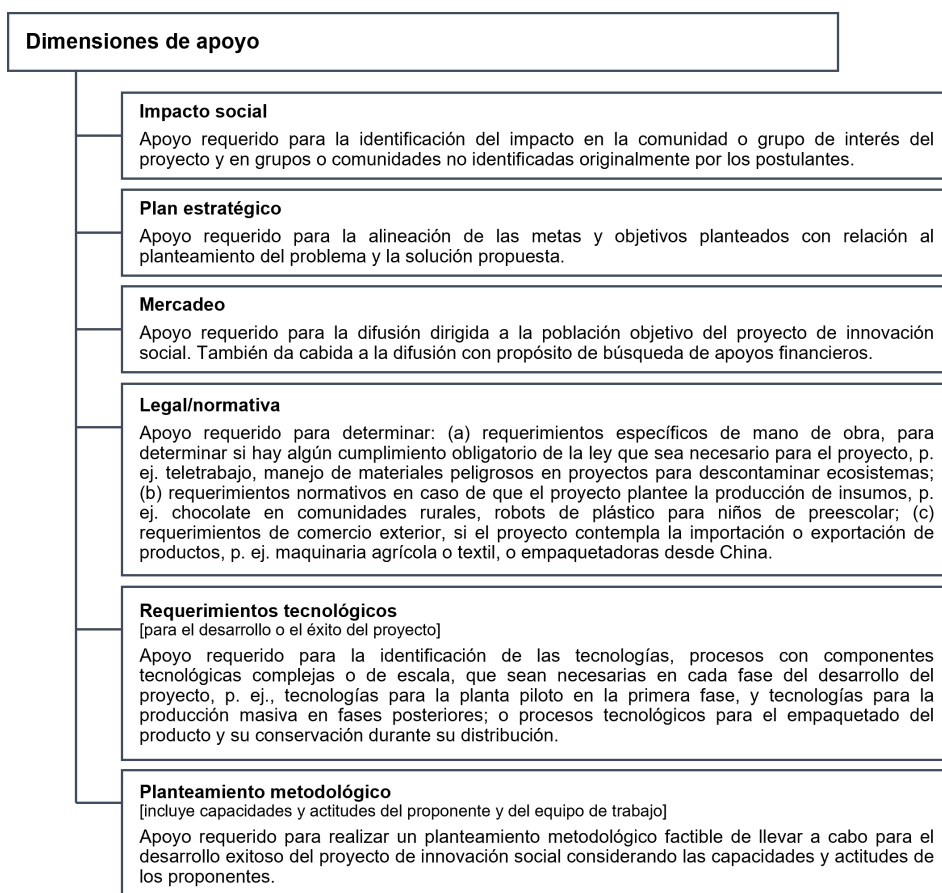 Dimensiones de apoyo
Impacto social
Apoyo requerido para la identificación del impacto en la comunidad o grupo de interés del
proyecto y en grupos o comunidades no identificadas originalmente por los postulantes.
Plan estratégico
Apoyo requerido para la alineación de las metas y objetivos planteados con relación al
planteamiento del problema y la solución propuesta.
Mercadeo
Apoyo requerido para la difusión dirigida a la población objetivo del proyecto de innovación
social. También da cabida a la difusión con propósito de búsqueda de apoyos financieros.
Legal/normativa
Apoyo requerido para determinar: (a) requerimientos específicos de mano de obra, para
determinar si hay algún cumplimiento obligatorio de la ley que sea necesario para el proyecto, p.
ej. teletrabajo, manejo de materiales peligrosos en proyectos para descontaminar ecosistemas;
(b) requerimientos normativos en caso de que el proyecto plantee la producción de insumos, p.
ej. chocolate en comunidades rurales, robots de plástico para niños de preescolar; (c)
requerimientos de comercio exterior, si el proyecto contempla la importación o exportación de
productos, p. ej. maquinaria agrícola o textil, o empaquetadoras desde China.
Requerimientos tecnológicos
[para el desarrollo o el éxito del proyecto]
Apoyo requerido para la identificación de las tecnologías, procesos con componentes
tecnológicas complejas o de escala, que sean necesarias en cada fase del desarrollo del
proyecto, p. ej., tecnologías para la planta piloto en la primera fase, y tecnologías para la
producción masiva en fases posteriores; o procesos tecnológicos para el empaquetado del
producto y su conservación durante su distribución.
Planteamiento metodológico
[incluye capacidades y actitudes del proponente y del equipo de trabajo]
Apoyo requerido para realizar un planteamiento metodológico factible de llevar a cabo para el
desarrollo exitoso del proyecto de innovación social considerando las capacidades y actitudes de
los proponentes.